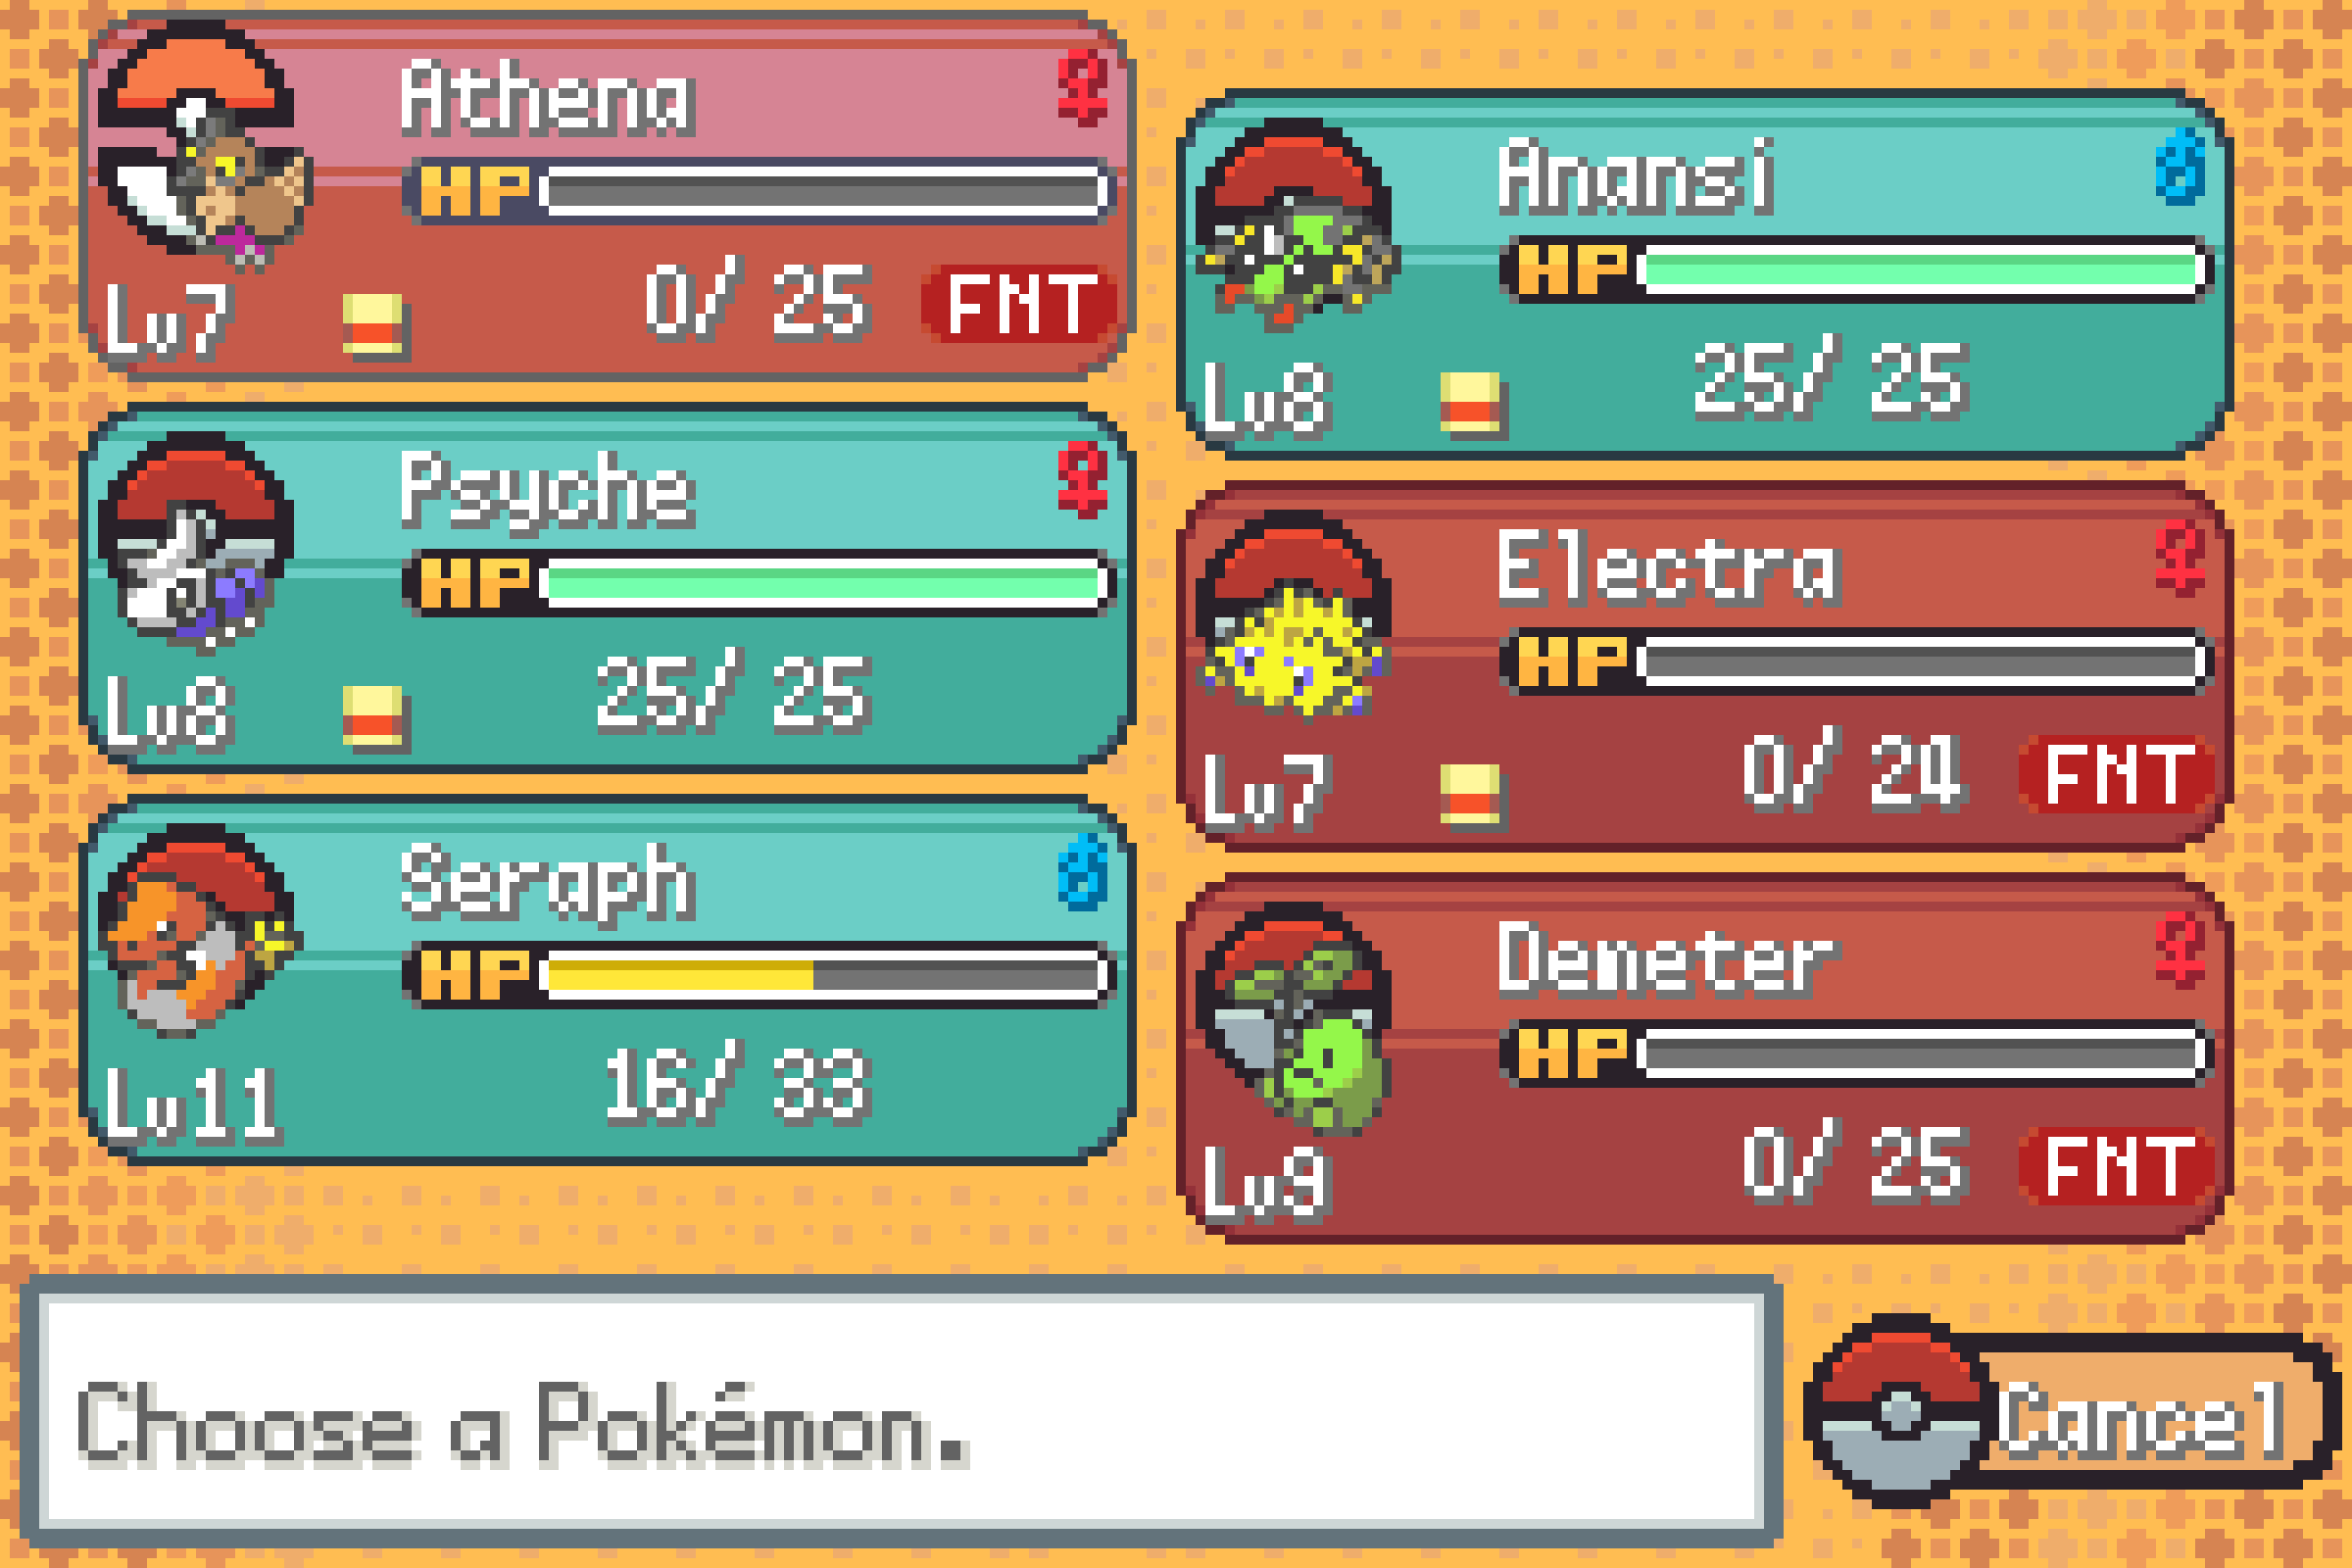 Athena ♀
HP
Lv7 0/ 25 FNT
Anansi ♂
HP
Lv8 25/ 25
Psyche ♀
HP
Lv8 25/ 25
Electra ♀
HP
Lv7 0/ 24 FNT
Seraph ♂
HP
Lv11 16/ 33
Demeter ♀
HP
Lv9 0/ 25 FNT
Choose a Pokémon.
Cancel